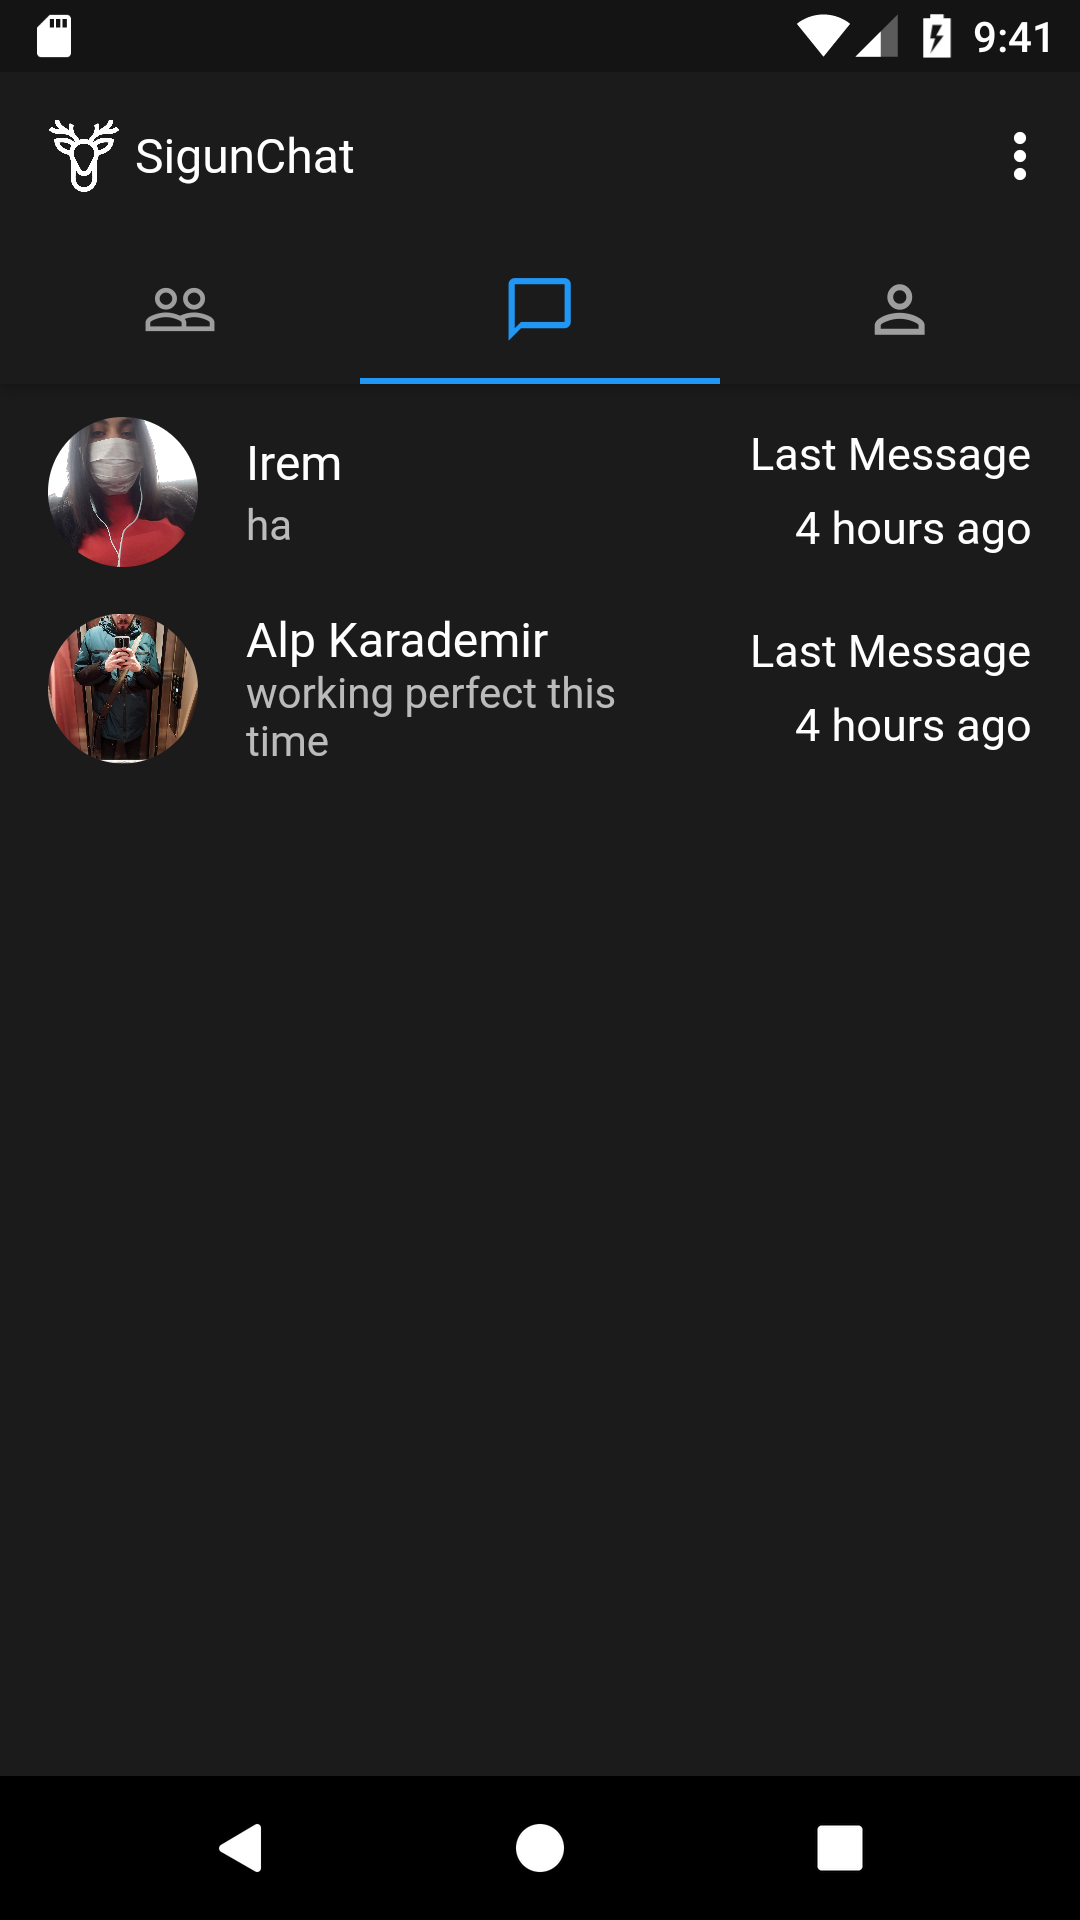 9:41
SigunChat
Irem
ha
Last Message
4 hours ago
Alp Karademir
working perfect this
time
Last Message
4 hours ago